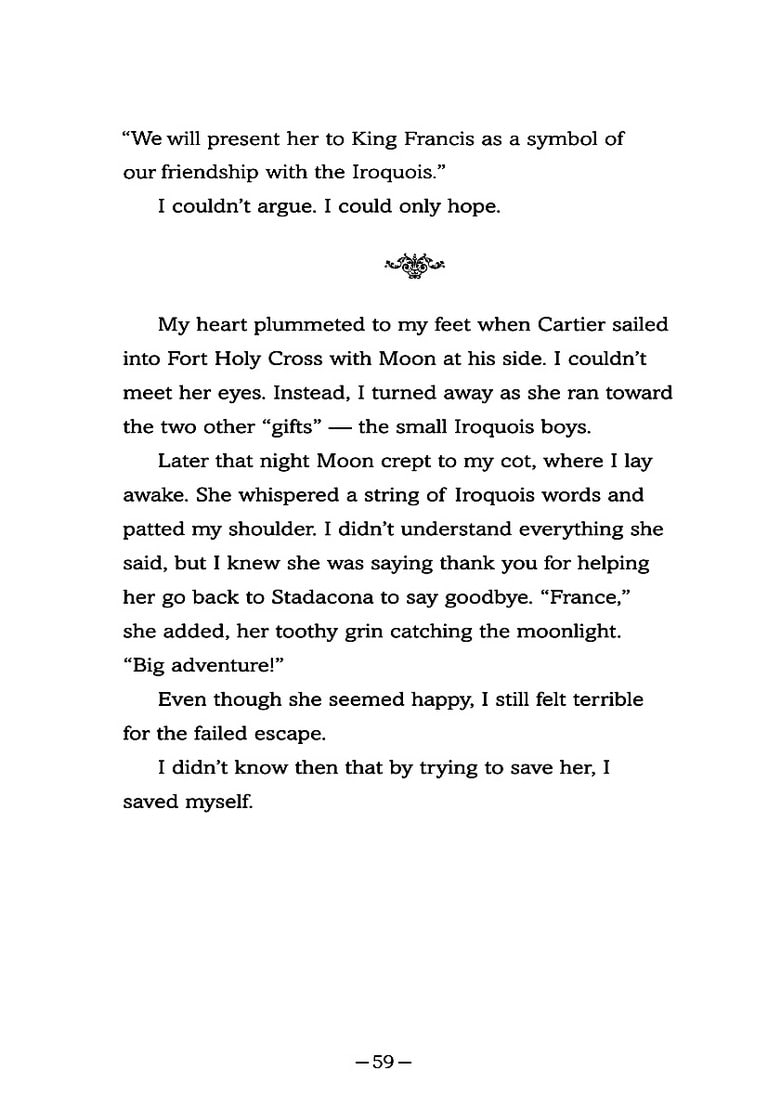 “We will present her to King Francis as a symbol of
our friendship with the Iroquois.”
I couldn’t argue. I could only hope.
My heart plummeted to my feet when Cartier sailed
into Fort Holy Cross with Moon at his side. I couldn’t
meet her eyes. Instead, I turned away as she ran toward
the two other “gifts” — the small Iroquois boys.
Later that night Moon crept to my cot, where I lay
awake. She whispered a string of Iroquois words and
patted my shoulder. I didn’t understand everything she
said, but I knew she was saying thank you for helping
her go back to Stadacona to say goodbye. “France,”
she added, her toothy grin catching the moonlight.
“Big adventure!”
Even though she seemed happy, I still felt terrible
for the failed escape.
I didn’t know then that by trying to save her, I
saved myself.
— 59 —